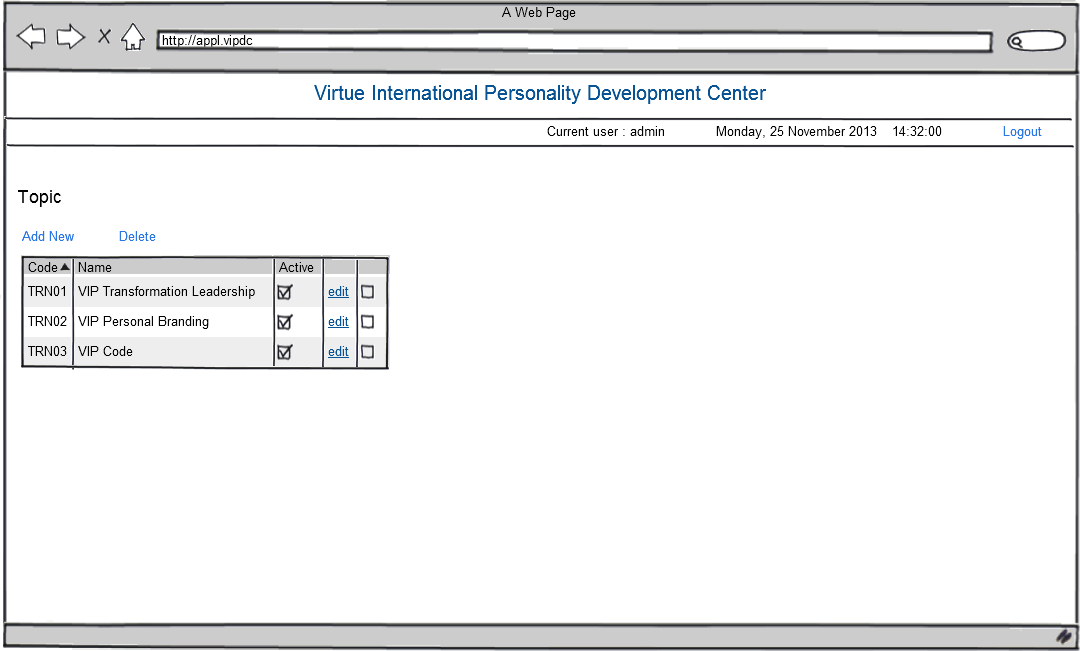 A Web Page
http://appl.vipdc
Virtue International Personality Development Center
Current user : admin Monday, 25 November 2013 14:32:00 Logout
Topic
Add New Delete
Code Name Active
TRN01 VIP Transformation Leadership edit
TRN02 VIP Personal Branding edit
TRN03 VIP Code edit